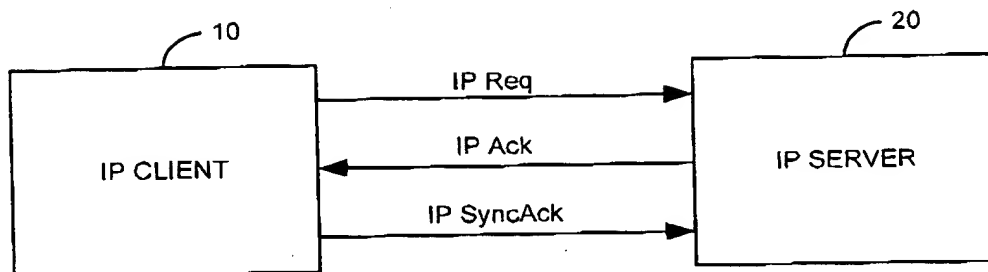 10
20
IP Req
IP Ack
IP CLIENT
IP SERVER
IP SyncAck